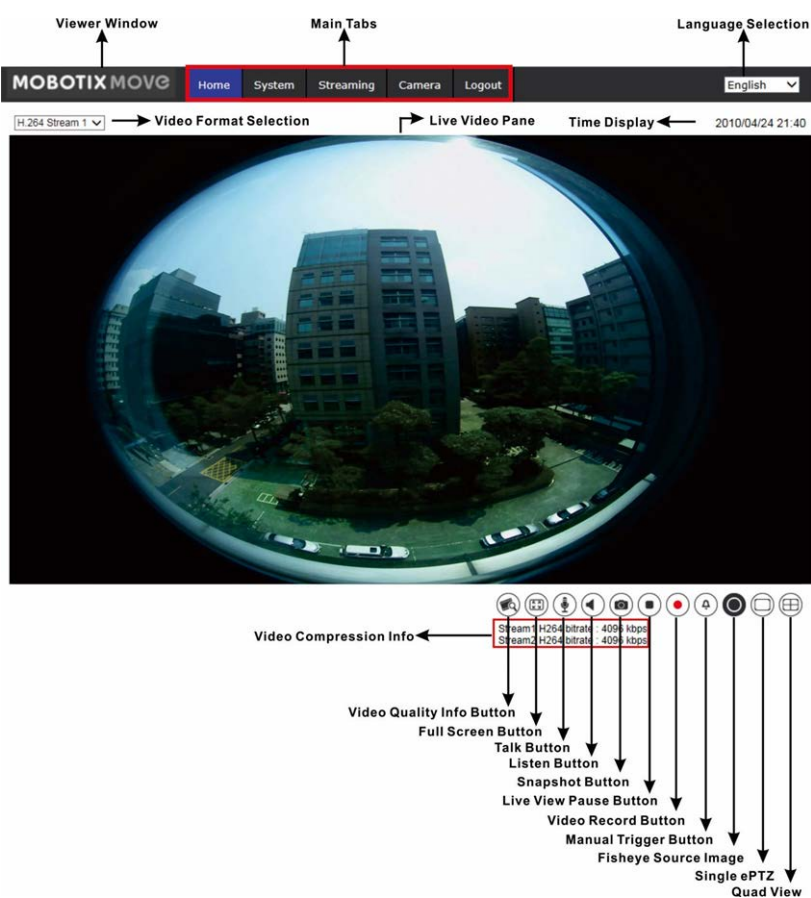 Viewer Window
Main Tabs
Language Selection
MOBOTIX MOVE
Home
System
Streaming
Camera
Logout
English
H.264 Stream 1
Video Format Selection
Live Video Pane
Time Display
2010/04/24 21:40
Video Compression Info
Stream1 H264 bitrate : 4096 kbps
Stream2 H264 bitrate : 4096 kbps
Video Quality Info Button
Full Screen Button
Talk Button
Listen Button
Snapshot Button
Live View Pause Button
Video Record Button
Manual Trigger Button
Fisheye Source Image
Single ePTZ
Quad View